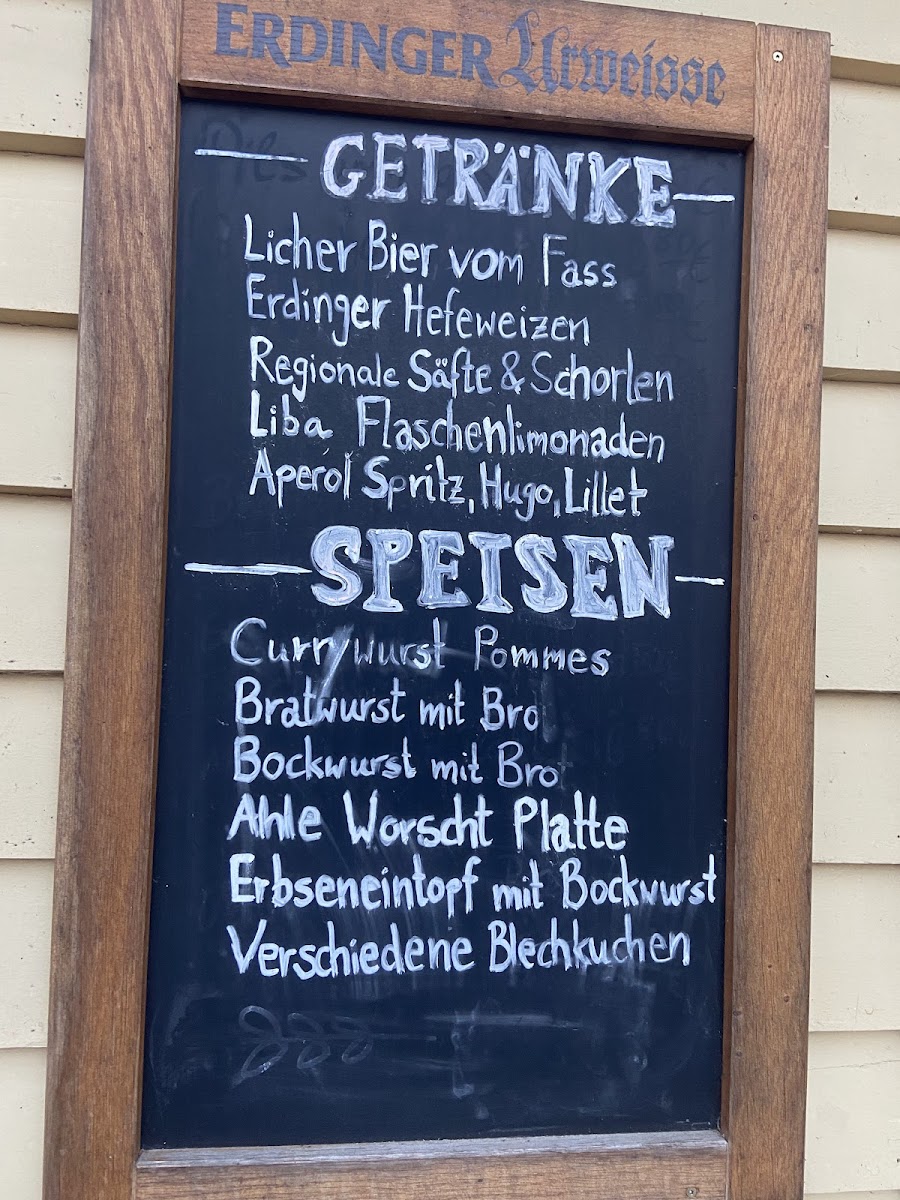 ERDINGER Urweisse
GETRÄNKE
Licher Bier vom Fass
Erdinger Hefeweizen
Regionale Säfte & Schorlen
Liba Flaschenlimonaden
Aperol Spritz, Hugo, Lillet
SPEISEN
Currywurst Pommes
Bratwurst mit Bro
Bockwurst mit Brot
Ahle Worscht Platte
Erbseneintopf mit Bockwurst
Verschiedene Blechkuchen